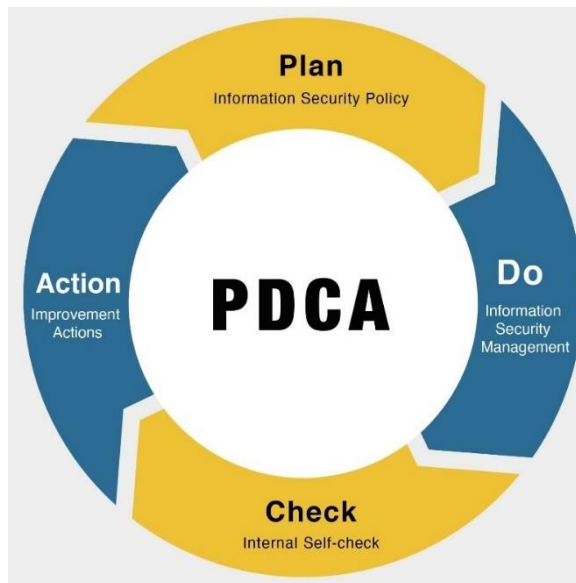 Plan
Information Security Policy
Do
Information
Security
Management
Check
Internal Self-check
Action
Improvement
Actions
PDCA